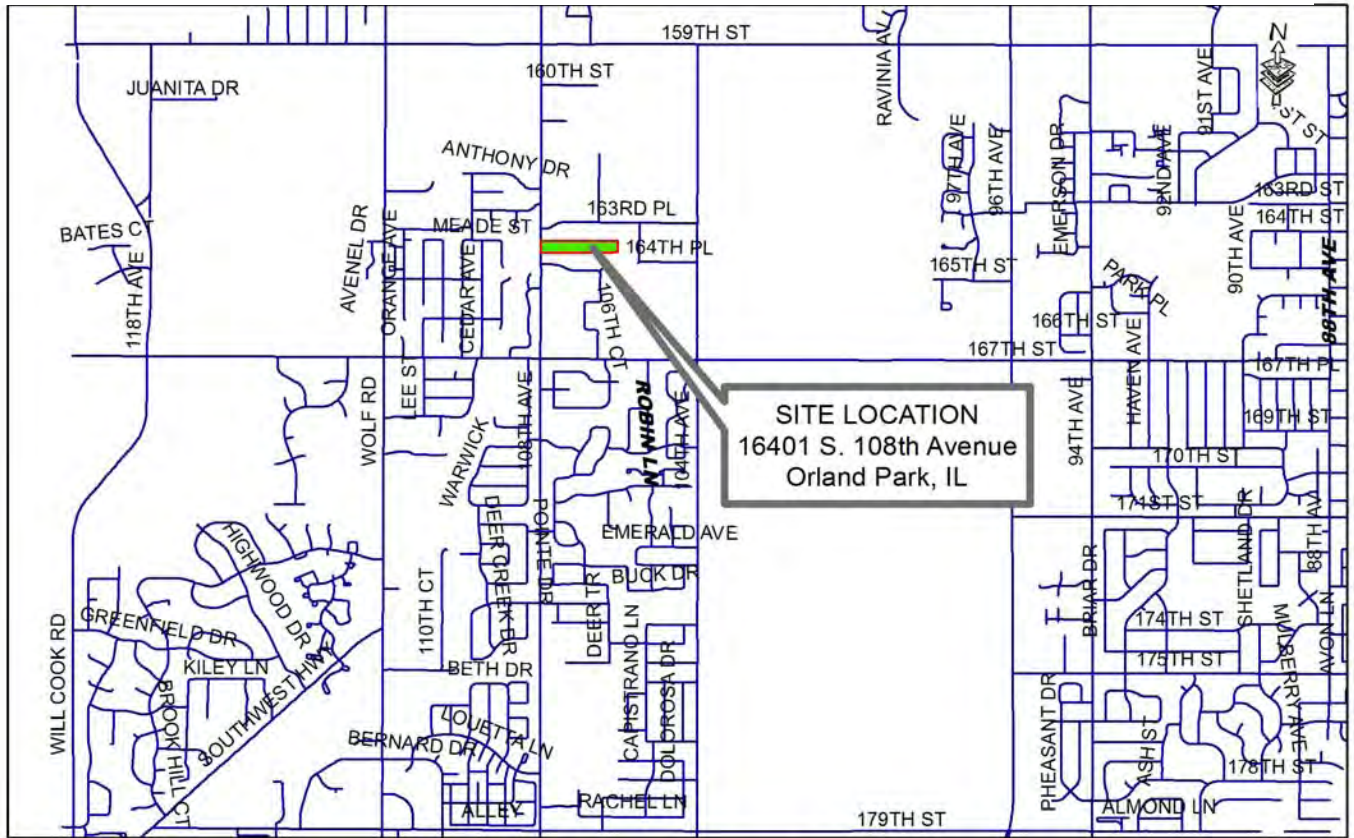 159TH ST
N
JUANITA DR
160TH ST
RAVINIA AV
91ST AVE
ST ST
ANTHONY DR
97TH AVE
96TH AVE
EMERSON DR
92ND AVE
163RD ST
BATES CT
AVENEL DR
MEADE ST
163RD PL
164TH ST
118TH AVE
ORANGE AVE
CEDAR AVE
164TH PL
165TH ST
90TH AVE
88TH AVE
106TH CT
PARK PL
166TH ST
167TH ST
HAVEN AVE
167TH PL
WOLF RD
LEE ST
108TH AVE
ROBIN LN
SITE LOCATION
16401 S. 108th Avenue
Orland Park, IL
94TH AVE
169TH ST
WARWICK
104TH AVE
170TH ST
171ST ST
POINTE DR
EMERALD AVE
SHETLAND DR
88TH AV
HIGHWOOD DR
110TH CT
DEER CREEK DR
BUCK DR
BRIAR DR
GREENFIELD DR
DEER TR
174TH ST
MULBERRY AVE
AVON LN
KILEY LN
BETH DR
CAPISTRANO LN
DOLOROSA DR
175TH ST
WILL COOK RD
BROOK HILL CT
SOUTHWEST HWY
LOUETTA LN
BERNARD DR
PHEASANT DR
ASH ST
178TH ST
ALLEY
RACHEL LN
179TH ST
ALMOND LN